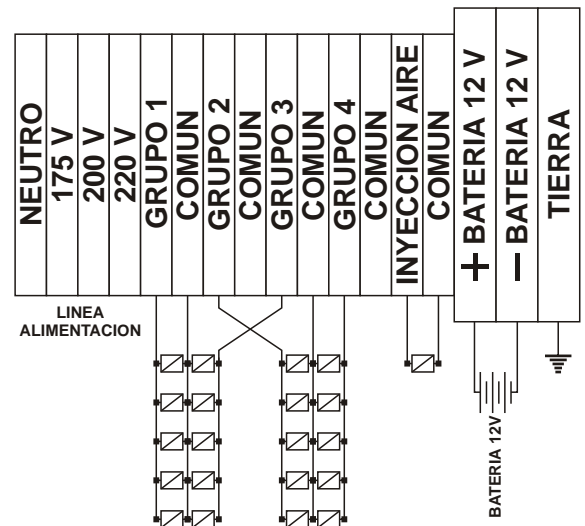 NEUTRO
175 V
200 V
220 V
GRUPO 1
COMUN
GRUPO 2
COMUN
GRUPO 3
COMUN
GRUPO 4
COMUN
INYECCION AIRE
COMUN
+ BATERIA 12 V
− BATERIA 12 V
TIERRA
LINEA
ALIMENTACION
BATERIA 12V